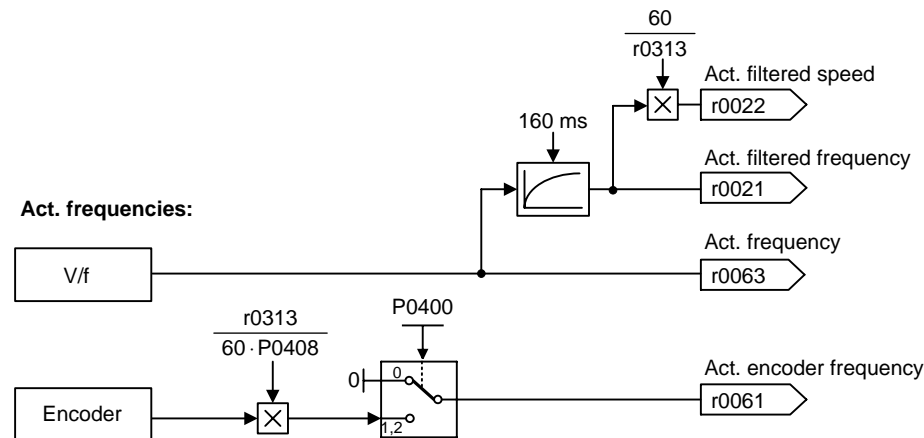 60
r0313
Act. filtered speed
r0022
160 ms
Act. filtered frequency
r0021
Act. frequencies:
Act. frequency
V/f
r0063
r0313
60 · P0408
P0400
Act. encoder frequency
0
0
Encoder
r0061
1,2